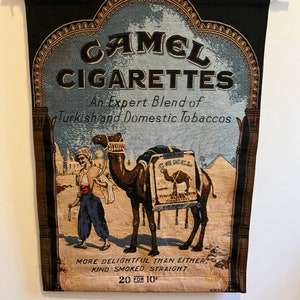 CAMEL
CIGARETTES
An Expert Blend of
Turkish and Domestic Tobaccos
CAMEL
MORE DELIGHTFUL THAN EITHER
KIND SMOKED STRAIGHT
20 FOR 10¢